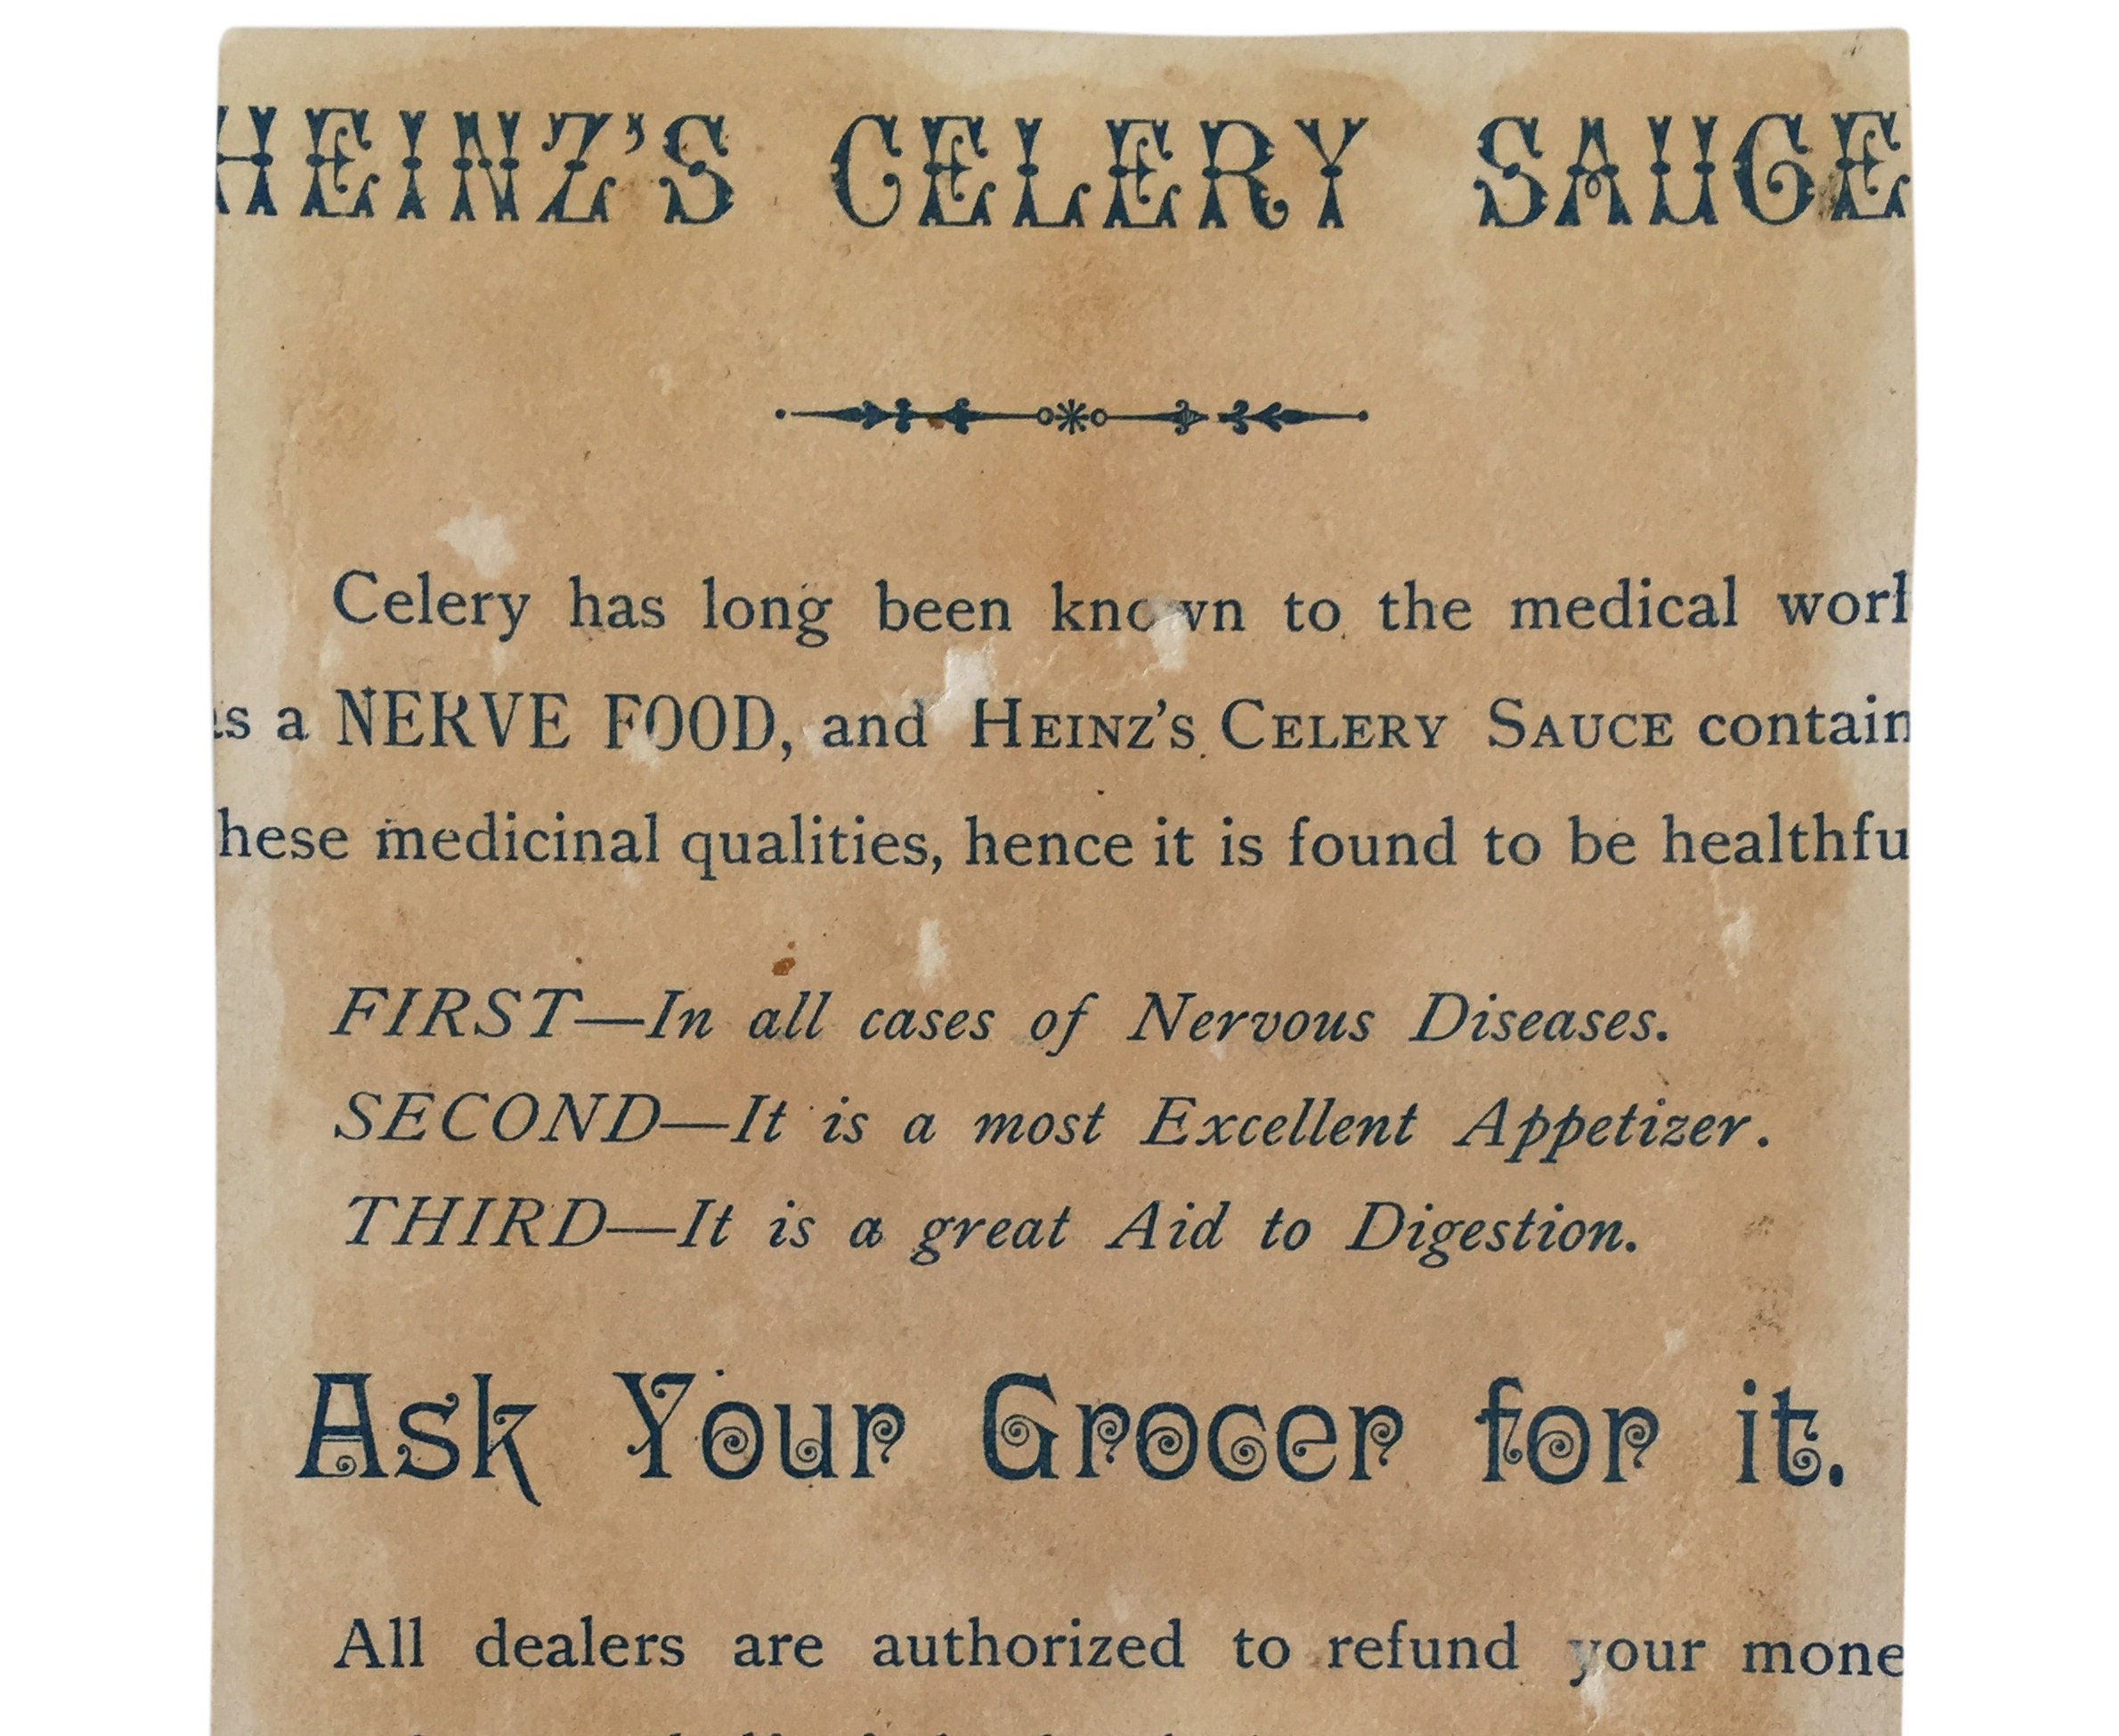 HEINZ'S CELERY SAUCE
Celery has long been known to the medical worl
as a NERVE FOOD, and HEINZ'S CELERY SAUCE contain
hese medicinal qualities, hence it is found to be healthfu
FIRST—In all cases of Nervous Diseases.
SECOND—It is a most Excellent Appetizer.
THIRD—It is a great Aid to Digestion.
Ask Your Grocer for it.
All dealers are authorized to refund your mone